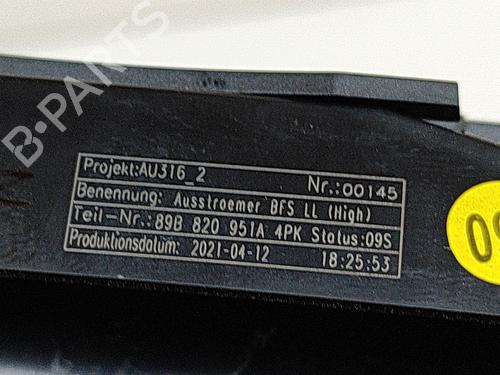 B-PARTS
Projekt:AU316_2 Nr.:00145
Benennung: Ausstroemer BFS LL (High)
Teil-Nr.:89B 820 951A 4PK Status:09S
Produktionsdatum: 2021-04-12 18:25:53